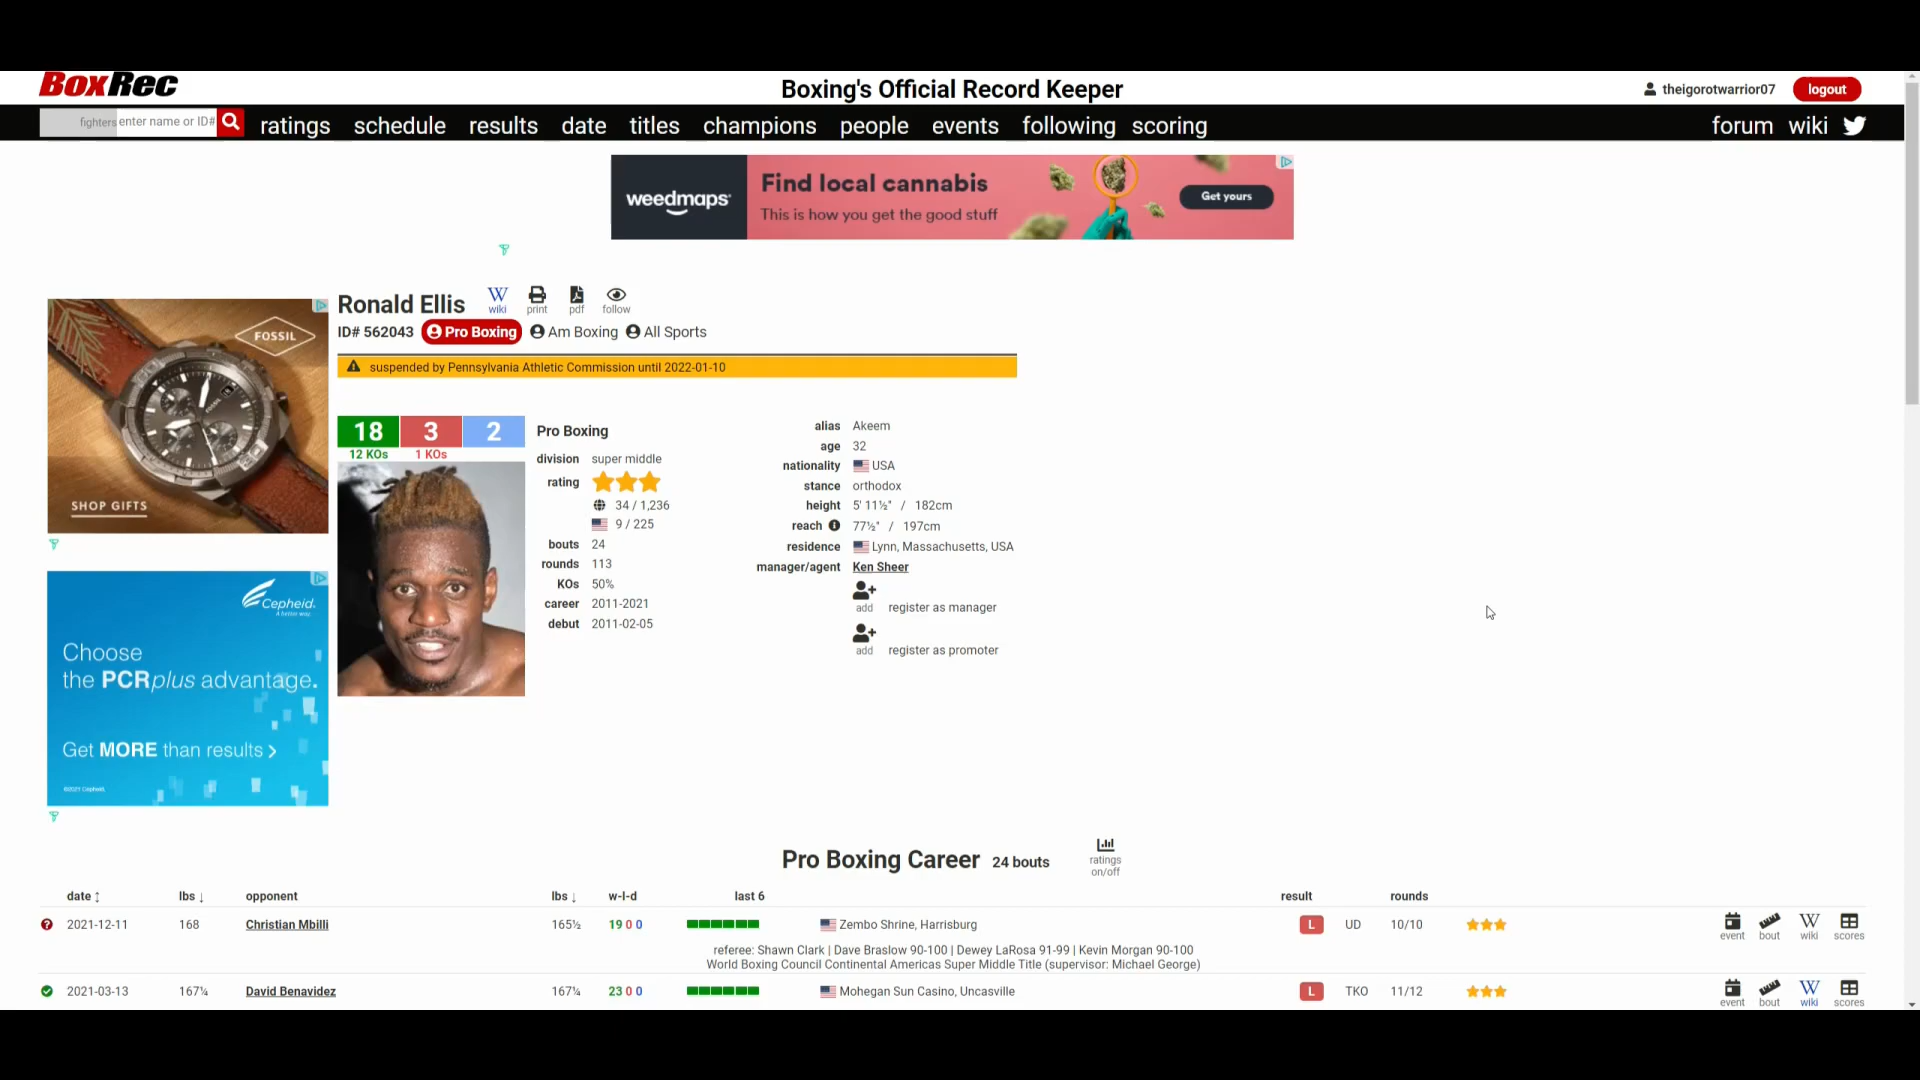 BoxRec
Boxing's Official Record Keeper
theigorotwarrior07
logout
fighters enter name or ID#
ratings schedule results date titles champions people events following scoring
forum wiki
weedmaps
Find local cannabis
This is how you get the good stuff
Get yours
Ronald Ellis
wiki print pdf follow
ID# 562043 Pro Boxing Am Boxing All Sports
suspended by Pennsylvania Athletic Commission until 2022-01-10
FOSSIL
SHOP GIFTS
18 3 2
12 KOs 1 KOs
Pro Boxing
division super middle
rating
34 / 1,236
9 / 225
bouts 24
rounds 113
KOs 50%
career 2011-2021
debut 2011-02-05
alias Akeem
age 32
nationality USA
stance orthodox
height 5' 11½" / 182cm
reach 77½" / 197cm
residence Lynn, Massachusetts, USA
manager/agent Ken Sheer
add register as manager
add register as promoter
Cepheid.
A better way.
Choose
the PCRplus advantage.
Get MORE than results >
©2021 Cepheid.
Pro Boxing Career 24 bouts
ratings
on/off
date lbs opponent lbs w-l-d last 6 result rounds
2021-12-11 168 Christian Mbilli 165½ 19 0 0 Zembo Shrine, Harrisburg L UD 10/10
event bout wiki scores
referee: Shawn Clark | Dave Braslow 90-100 | Dewey LaRosa 91-99 | Kevin Morgan 90-100
World Boxing Council Continental Americas Super Middle Title (supervisor: Michael George)
2021-03-13 167¼ David Benavidez 167¼ 23 0 0 Mohegan Sun Casino, Uncasville L TKO 11/12
event bout wiki scores